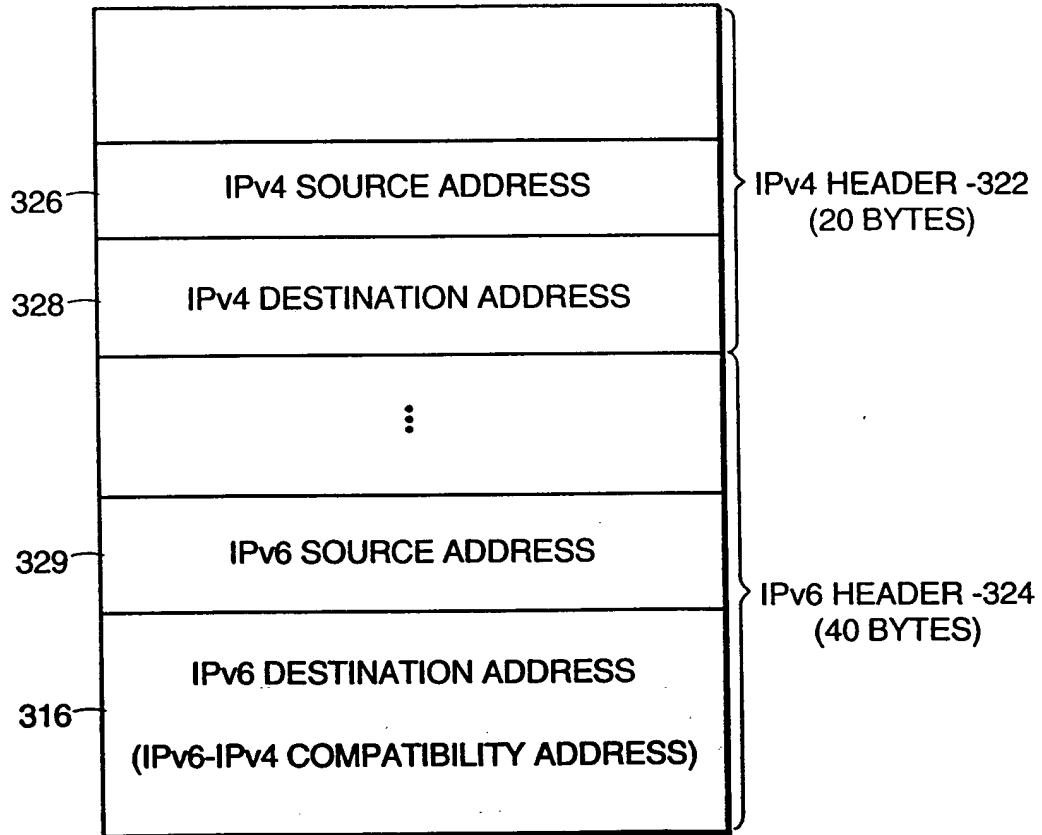 326
IPv4 SOURCE ADDRESS
IPv4 HEADER -322
(20 BYTES)
328
IPv4 DESTINATION ADDRESS
329
IPv6 SOURCE ADDRESS
IPv6 HEADER -324
(40 BYTES)
316
IPv6 DESTINATION ADDRESS
(IPv6-IPv4 COMPATIBILITY ADDRESS)